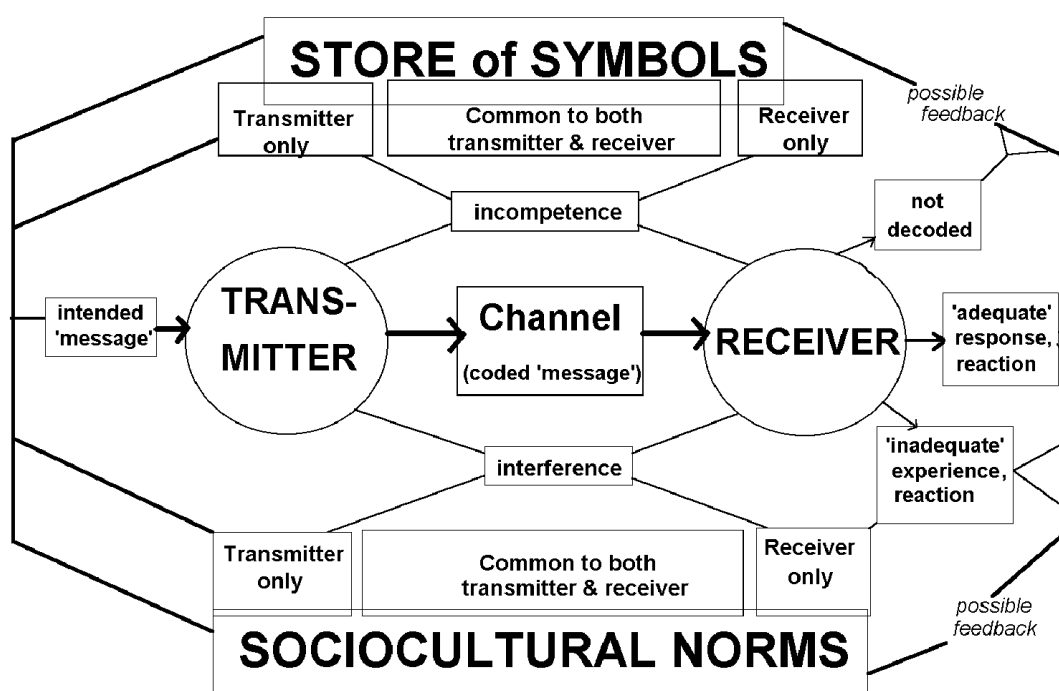 STORE of SYMBOLS
possible
feedback
Transmitter
only
Common to both
transmitter & receiver
Receiver
only
not
decoded
incompetence
intended
'message'
TRANS-
MITTER
Channel
(coded 'message')
RECEIVER
'adequate'
response,
reaction
interference
'inadequate'
experience,
reaction
Transmitter
only
Common to both
transmitter & receiver
Receiver
only
possible
feedback
SOCIOCULTURAL NORMS